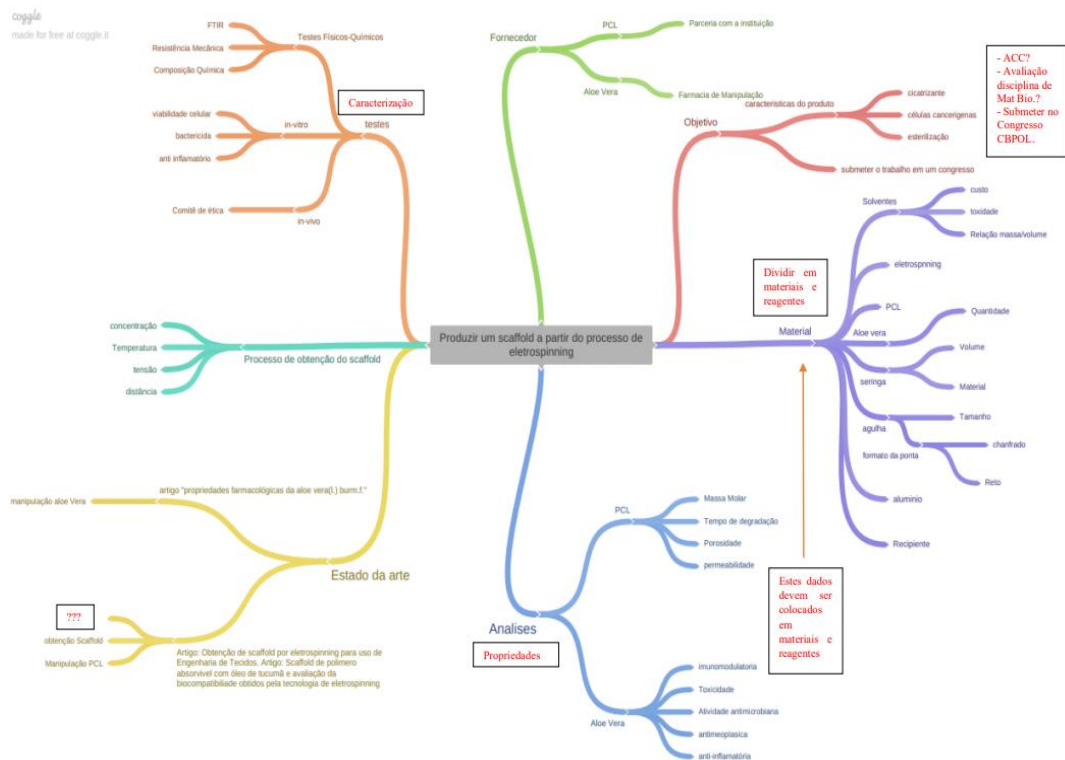 coggle
made for free at coggle.it
FTIR
Resistência Mecânica
Composição Química
Testes Físicos-Químicos
Caracterização
viabilidade celular
bactericida
anti inflamatório
in-vitro
testes
Comitê de ética
in-vivo
Fornecedor
PCL
Parceria com a instituição
Aloe Vera
Farmacia de Manipulação
- ACC?
- Avaliação
disciplina de
Mat Bio.?
- Submeter no
Congresso
CBPOL.
Objetivo
caracteristicas do produto
cicatrizante
células cancerigenas
esterilização
submeter o trabalho em um congresso
Solventes
custo
toxidade
Relação massa/volume
Dividir em
materiais e
reagentes
eletrospnning
PCL
Material
Aloe vera
Quantidade
seringa
Volume
Material
agulha
Tamanho
formato da ponta
chanfrado
Reto
aluminio
Recipiente
Produzir um scaffold a partir do processo de
eletrospinning
concentração
Temperatura
tensão
distância
Processo de obtenção do scaffold
artigo "propriedades farmacológicas da aloe vera(l.) burm.f."
manipulação aloe Vera
Estado da arte
???
obtenção Scaffold
Manipulação PCL
Artigo: Obtenção de scaffold por eletrospinning para uso de
Engenharia de Tecidos. Artigo: Scaffold de polimero
absorvivel com óleo de tucumã e avaliação da
biocompatibiliade obtidos pela tecnologia de eletrospinning
Analises
Propriedades
PCL
Massa Molar
Tempo de degradação
Porosidade
permeabilidade
Aloe Vera
imunomodulatoria
Toxicidade
Atividade antimicrobiana
antimeoplasica
anti-inflamatória
Estes dados
devem ser
colocados
em
materiais e
reagentes